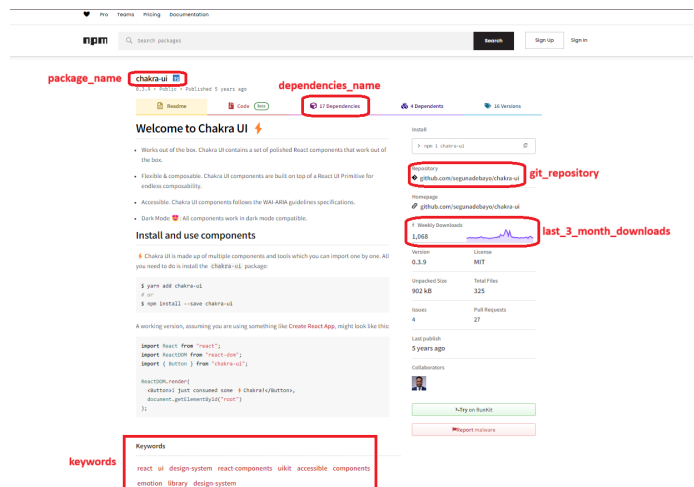 Pro Teams Pricing Documentation
npm
Search packages
Search
Sign Up
Sign In
package_name
chakra-ui
0.3.9 • Public • Published 5 years ago
dependencies_name
Readme
Code Beta
17 Dependencies
4 Dependents
16 Versions
Welcome to Chakra UI ⚡
Works out of the box. Chakra UI contains a set of polished React components that work out of
the box.
Flexible & composable. Chakra UI components are built on top of a React UI Primitive for
endless composability.
Accessible. Chakra UI components follows the WAI-ARIA guidelines specifications.
Dark Mode 😍: All components work in dark mode compatible.
Install and use components
⚡ Chakra UI is made up of multiple components and tools which you can import one by one. All
you need to do is install the chakra-ui package:
$ yarn add chakra-ui
# or
$ npm install --save chakra-ui
A working version, assuming you are using something like Create React App, might look like this:
import React from "react";
import ReactDOM from "react-dom";
import { Button } from "chakra-ui";
ReactDOM.render(
<Button>I just consumed some ⚡ Chakra!</Button>,
document.getElementById("root")
);
Keywords
keywords
react ui design-system react-components uikit accessible components
emotion library design-system
Install
> npm i chakra-ui
Repository
github.com/segunadebayo/chakra-ui
git_repository
Homepage
github.com/segunadebayo/chakra-ui
Weekly Downloads
1,068
last_3_month_downloads
Version
License
0.3.9
MIT
Unpacked Size
Total Files
902 kB
325
Issues
Pull Requests
4
27
Last publish
5 years ago
Collaborators
Try on RunKit
Report malware